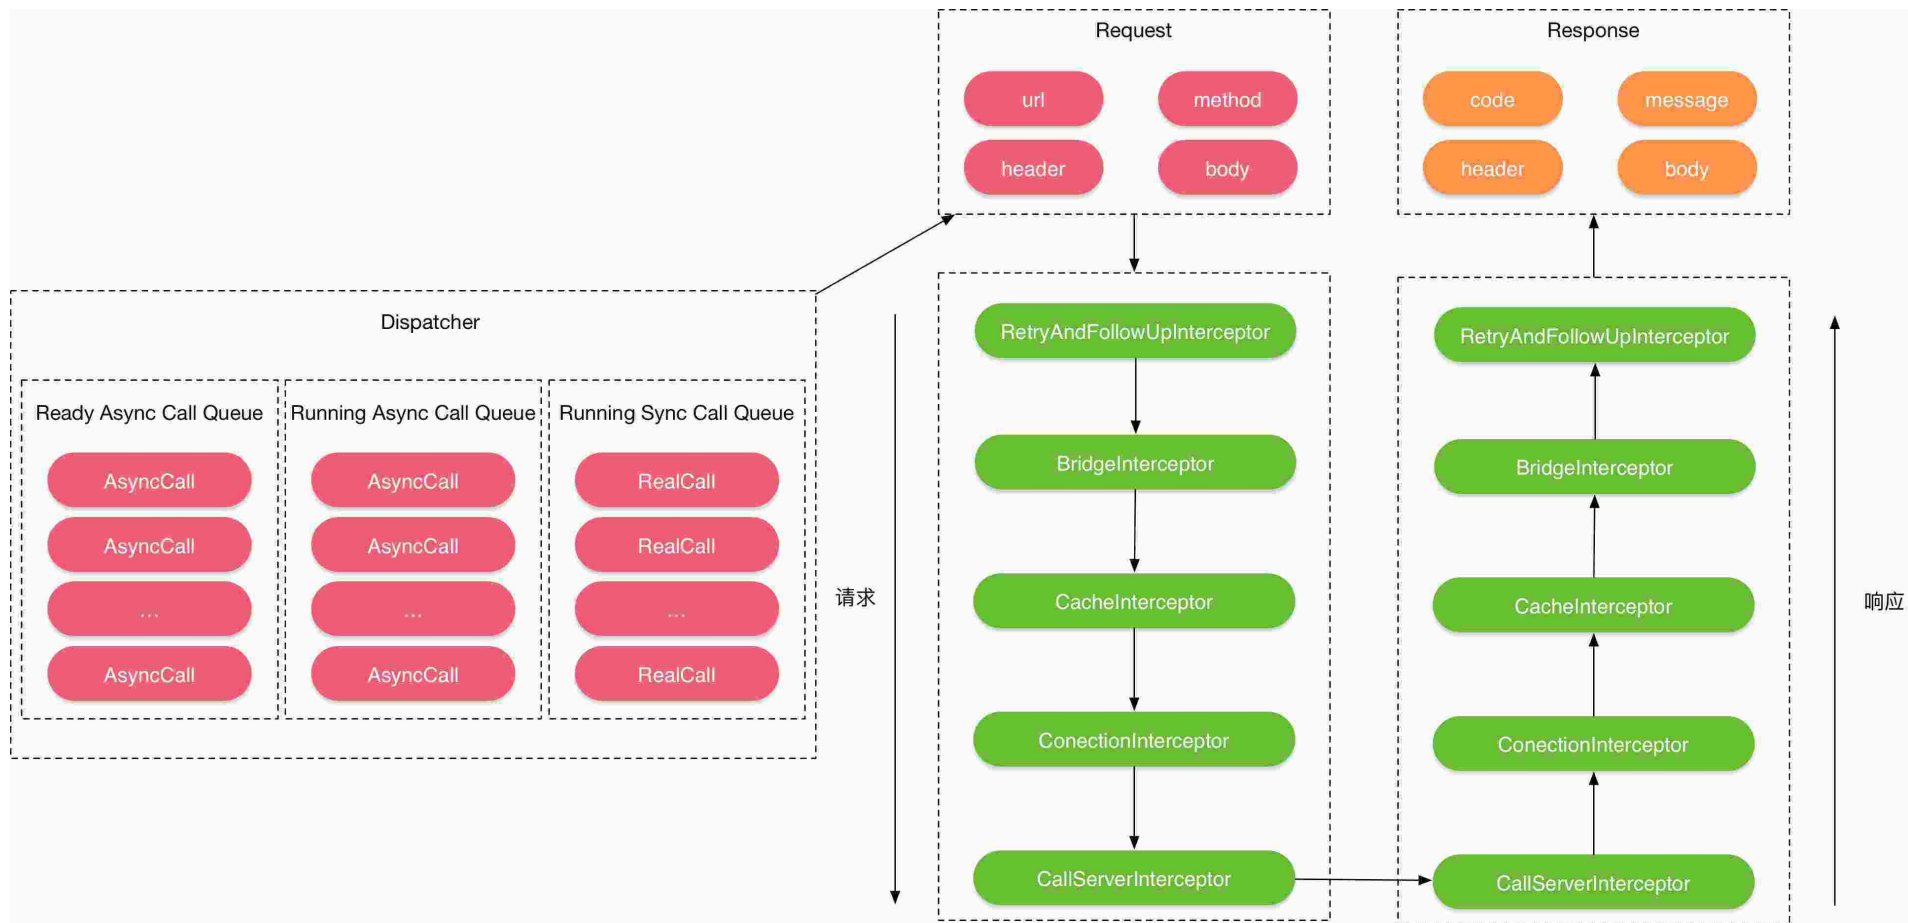 Request
url
method
header
body
Response
code
message
header
body
Dispatcher
Ready Async Call Queue
AsyncCall
AsyncCall
...
AsyncCall
Running Async Call Queue
AsyncCall
AsyncCall
...
AsyncCall
Running Sync Call Queue
RealCall
RealCall
...
RealCall
请求
RetryAndFollowUpInterceptor
BridgeInterceptor
CacheInterceptor
ConectionInterceptor
CallServerInterceptor
RetryAndFollowUpInterceptor
BridgeInterceptor
CacheInterceptor
ConectionInterceptor
CallServerInterceptor
响应